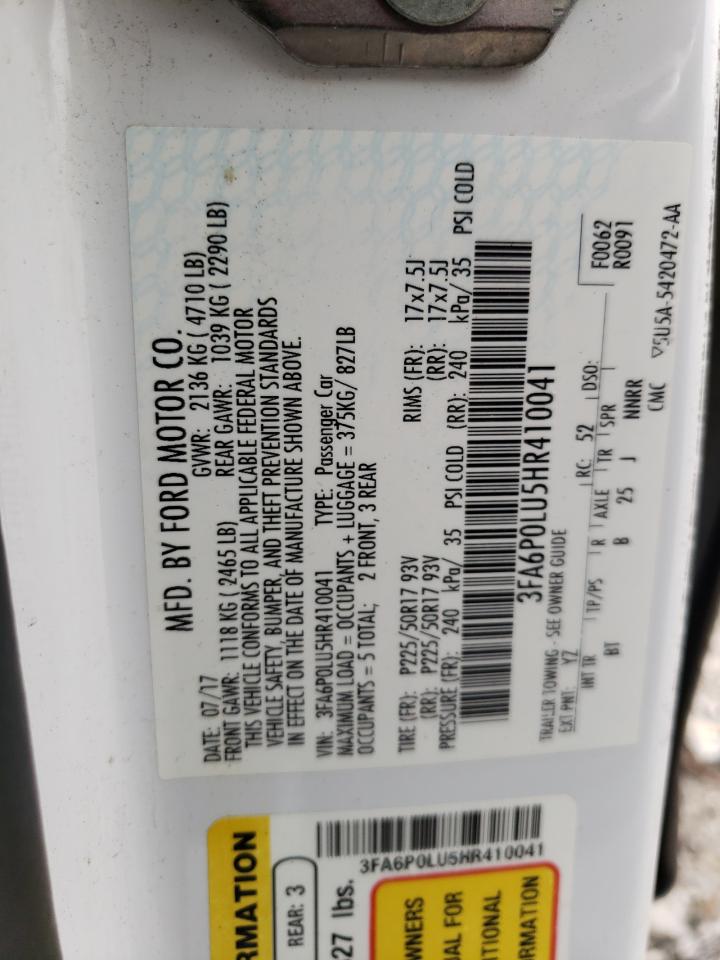 MFD. BY FORD MOTOR CO.
DATE: 07/17 GVWR: 2136 KG ( 4710 LB)
FRONT GAWR: 1118 KG ( 2465 LB) REAR GAWR: 1039 KG ( 2290 LB)
THIS VEHICLE CONFORMS TO ALL APPLICABLE FEDERAL MOTOR
VEHICLE SAFETY, BUMPER, AND THEFT PREVENTION STANDARDS
IN EFFECT ON THE DATE OF MANUFACTURE SHOWN ABOVE.
VIN: 3FA6P0LU5HR410041 TYPE: Passenger Car
MAXIMUM LOAD = OCCUPANTS + LUGGAGE = 375KG/ 827LB
OCCUPANTS = 5 TOTAL; 2 FRONT, 3 REAR
TIRE (FR): P225/50R17 93V RIMS (FR): 17x7.5J
(RR): P225/50R17 93V (RR): 17x7.5J
PRESSURE (FR): 240 kPa/ 35 PSI COLD (RR): 240 kPa/ 35 PSI COLD
3FA6P0LU5HR410041
TRAILER TOWING - SEE OWNER GUIDE
EXT PNT: YZ RC: 52 DSO: F0062
R0091
INT TR TP/PS R AXLE TR SPR
BT B 25 J NNRR
CMC
▽5U5A-5420472-AA
RMATION
REAR: 3
27 lbs.
3FA6P0LU5HR410041
WNERS
AL FOR
ITIONAL
ION